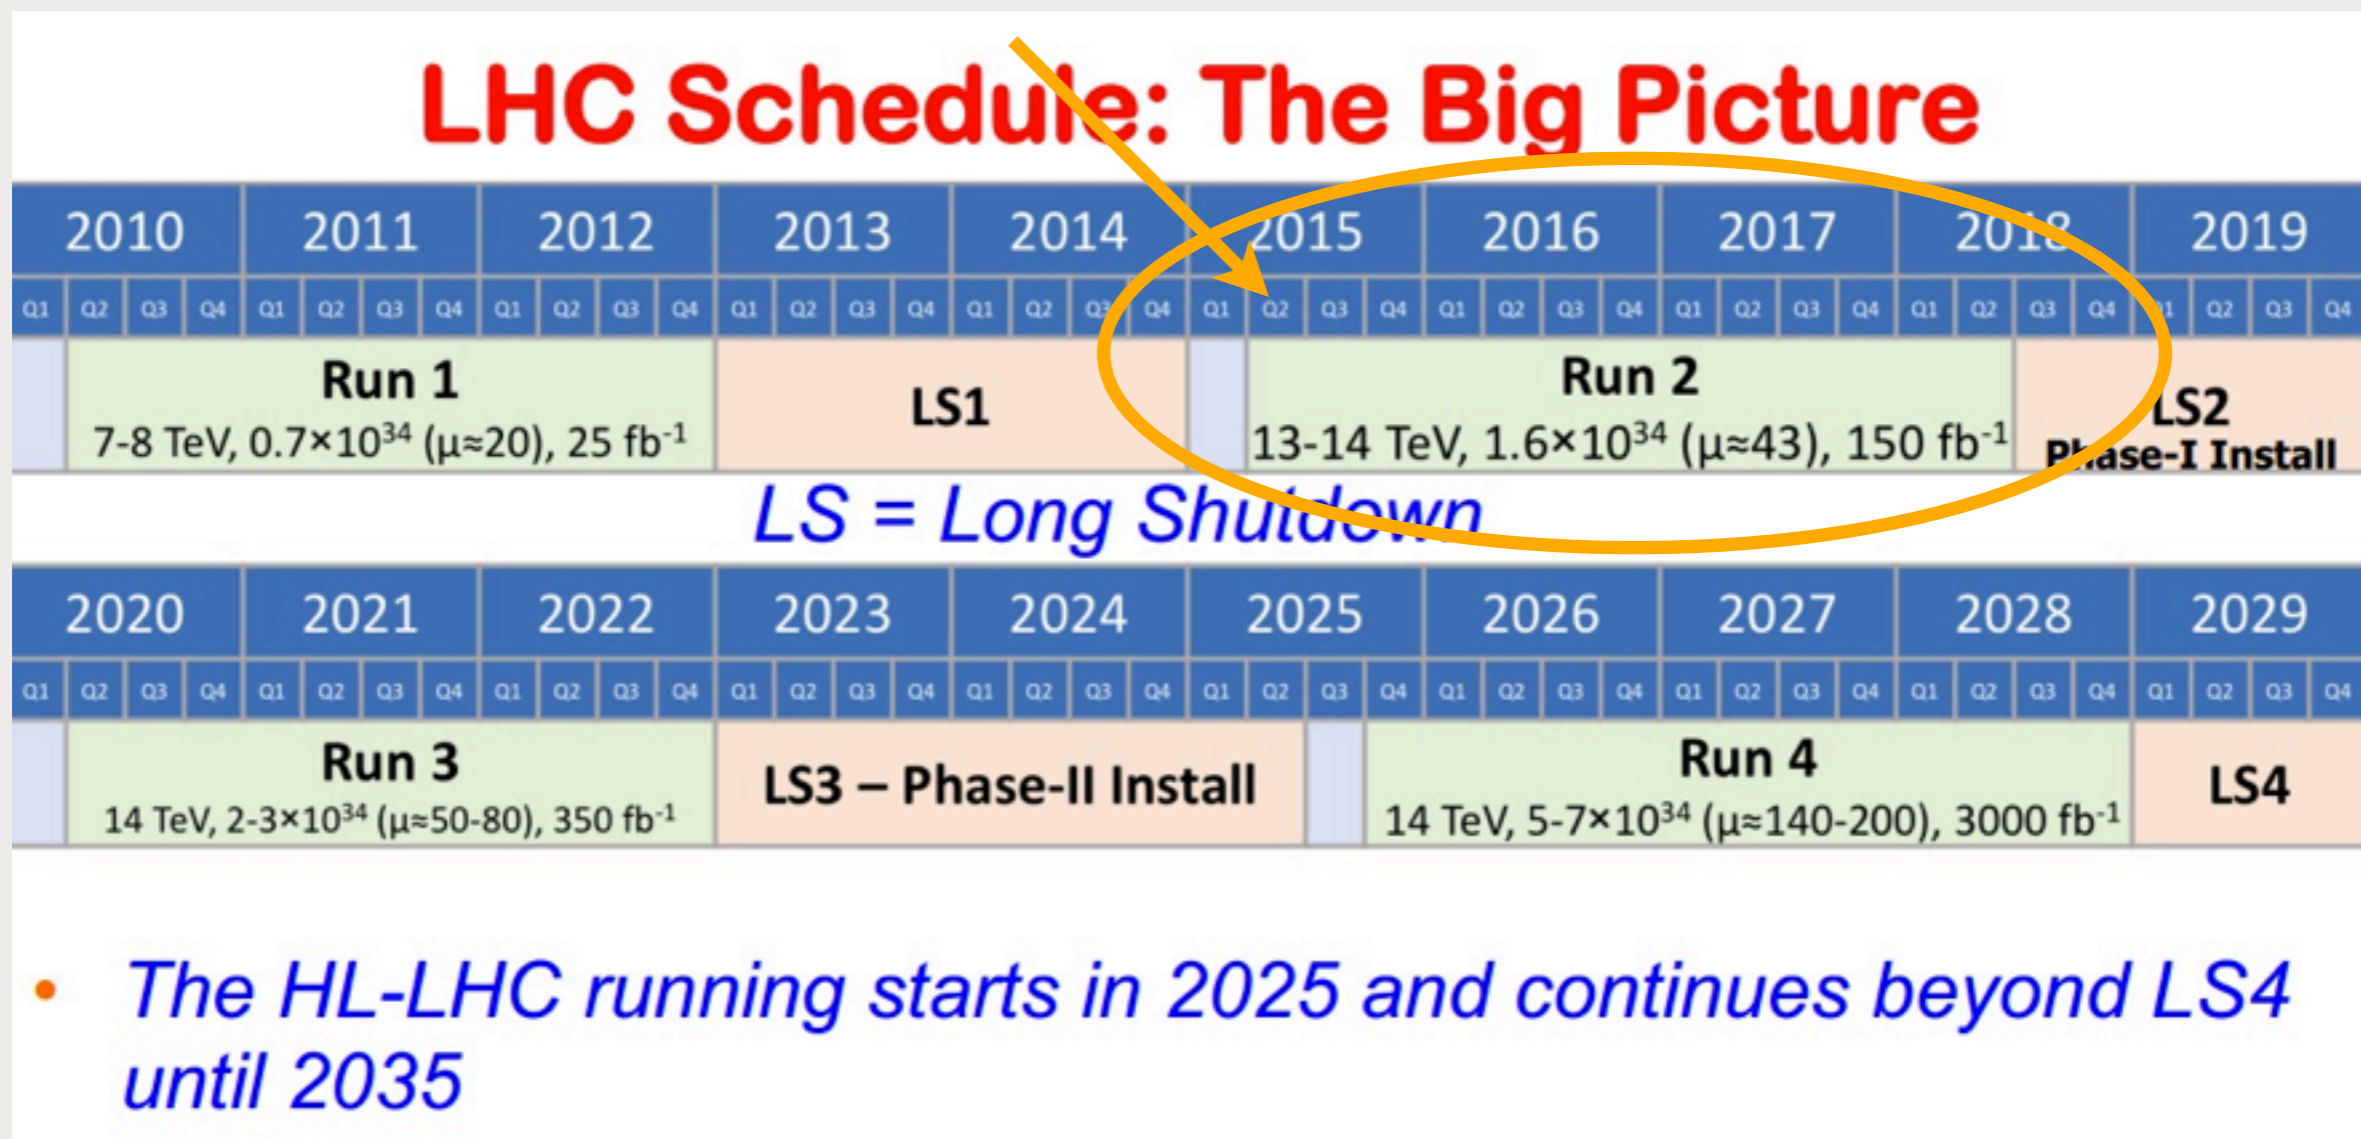 LHC Schedule: The Big Picture
2010 2011 2012 2013 2014 2015 2016 2017 2018 2019
Q1 Q2 Q3 Q4 Q1 Q2 Q3 Q4 Q1 Q2 Q3 Q4 Q1 Q2 Q3 Q4 Q1 Q2 Q3 Q4 Q1 Q2 Q3 Q4 Q1 Q2 Q3 Q4 Q1 Q2 Q3 Q4 Q1 Q2 Q3 Q4 Q1 Q2 Q3 Q4
Run 1
7-8 TeV, 0.7×10³⁴ (μ≈20), 25 fb⁻¹
LS1
Run 2
13-14 TeV, 1.6×10³⁴ (μ≈43), 150 fb⁻¹
LS2
Phase-I Install
LS = Long Shutdown
2020 2021 2022 2023 2024 2025 2026 2027 2028 2029
Q1 Q2 Q3 Q4 Q1 Q2 Q3 Q4 Q1 Q2 Q3 Q4 Q1 Q2 Q3 Q4 Q1 Q2 Q3 Q4 Q1 Q2 Q3 Q4 Q1 Q2 Q3 Q4 Q1 Q2 Q3 Q4 Q1 Q2 Q3 Q4 Q1 Q2 Q3 Q4
Run 3
14 TeV, 2-3×10³⁴ (μ≈50-80), 350 fb⁻¹
LS3 – Phase-II Install
Run 4
14 TeV, 5-7×10³⁴ (μ≈140-200), 3000 fb⁻¹
LS4
• The HL-LHC running starts in 2025 and continues beyond LS4
until 2035